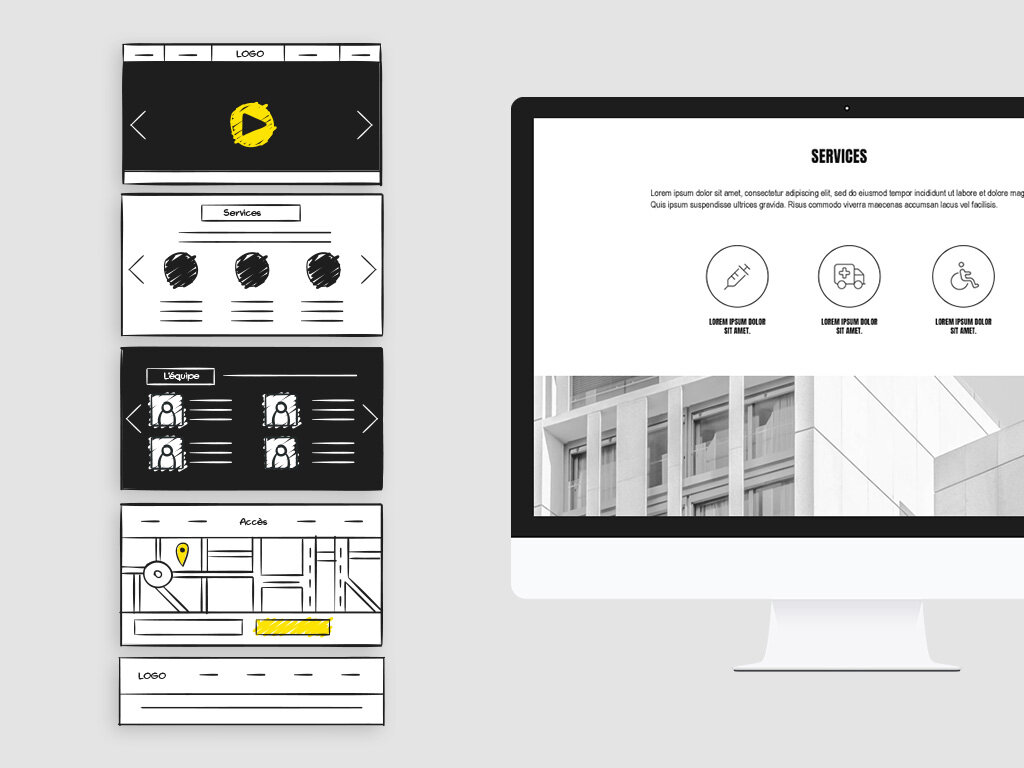 LOGO
Services
L'équipe
Accès
LOGO
SERVICES
Lorem ipsum dolor sit amet, consectetur adipiscing elit, sed do eiusmod tempor incididunt ut labore et dolore mag
Quis ipsum suspendisse ultrices gravida. Risus commodo viverra maecenas accumsan lacus vel facilisis.
LOREM IPSUM DOLOR
SIT AMET.
LOREM IPSUM DOLOR
SIT AMET.
LOREM IPSUM DOLOR
SIT AMET.